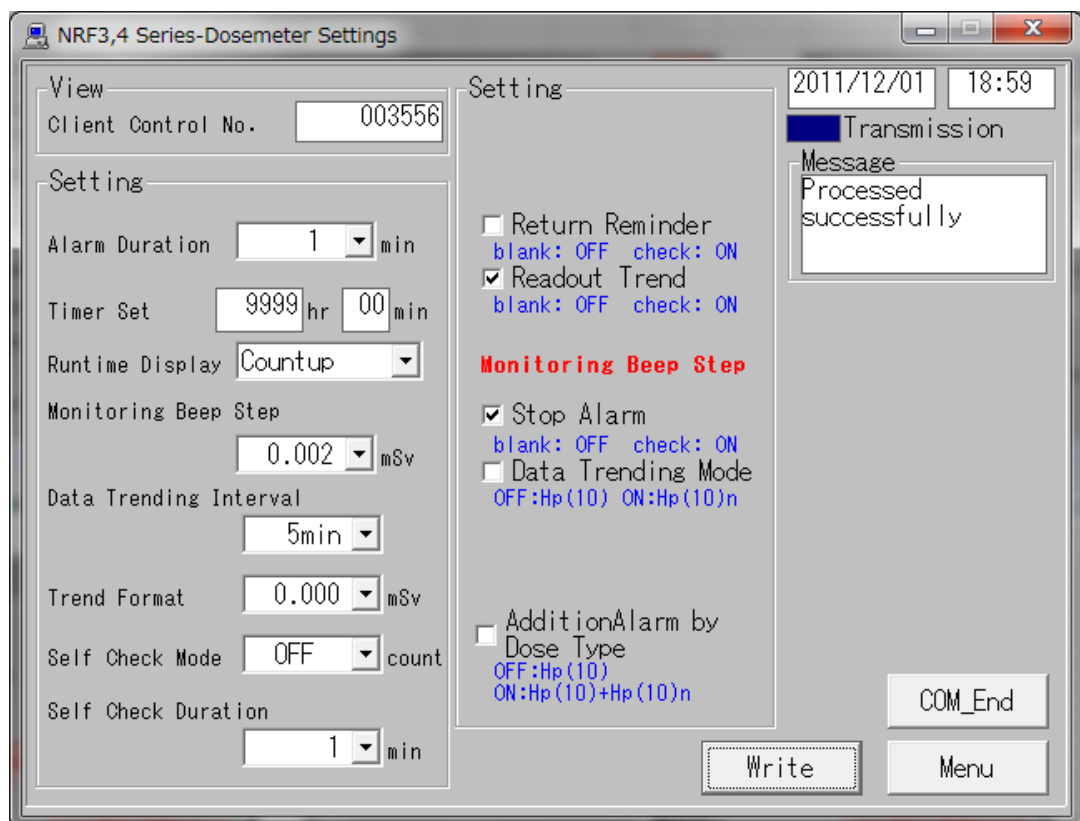 NRF3,4 Series-Dosemeter Settings
View
Client Control No. 003556
Setting
Alarm Duration 1 min
Timer Set 9999 hr 00 min
Runtime Display Countup
Monitoring Beep Step
0.002 mSv
Data Trending Interval
5min
Trend Format 0.000 mSv
Self Check Mode OFF count
Self Check Duration
1 min
Setting
Return Reminder
blank: OFF check: ON
Readout Trend
blank: OFF check: ON
Monitoring Beep Step
Stop Alarm
blank: OFF check: ON
Data Trending Mode
OFF:Hp(10) ON:Hp(10)n
AdditionAlarm by
Dose Type
OFF:Hp(10)
ON:Hp(10)+Hp(10)n
2011/12/01 18:59
Transmission
Message
Processed
successfully
COM_End
Write Menu